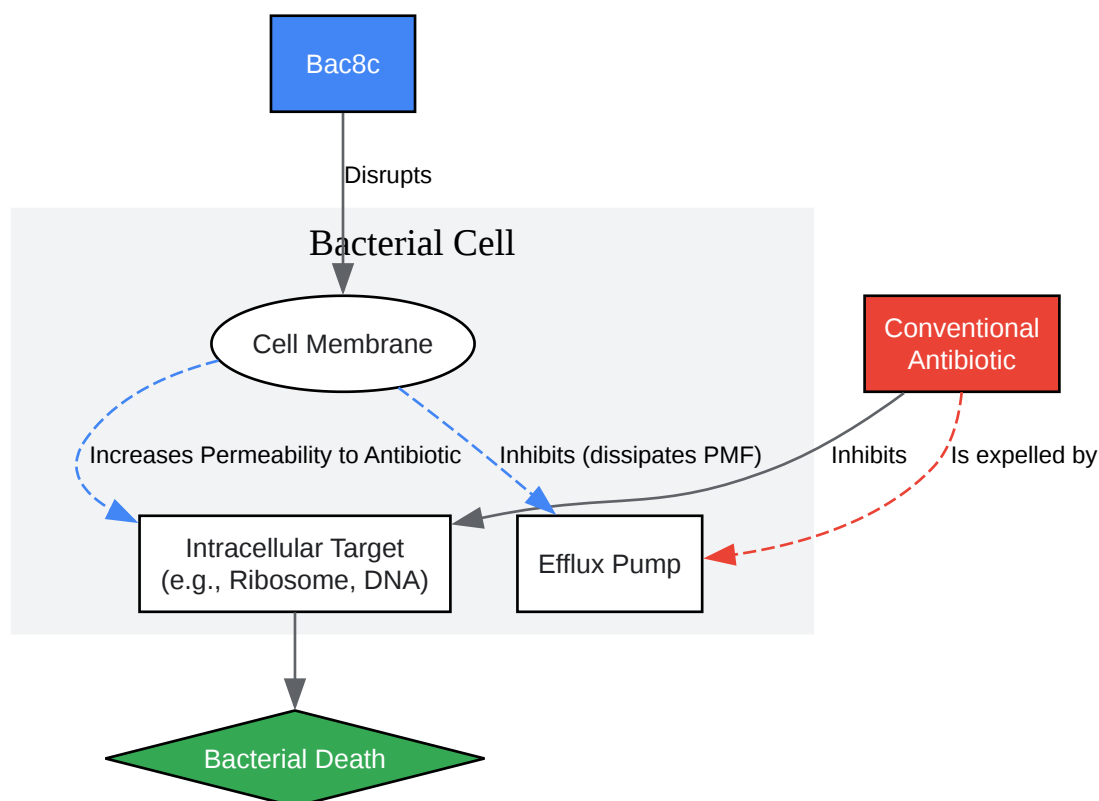 Bac8c
Disrupts
Bacterial Cell
Cell Membrane
Conventional
Antibiotic
Increases Permeability to Antibiotic
Inhibits (dissipates PMF)
Inhibits
Is expelled by
Intracellular Target
(e.g., Ribosome, DNA)
Efflux Pump
Bacterial Death